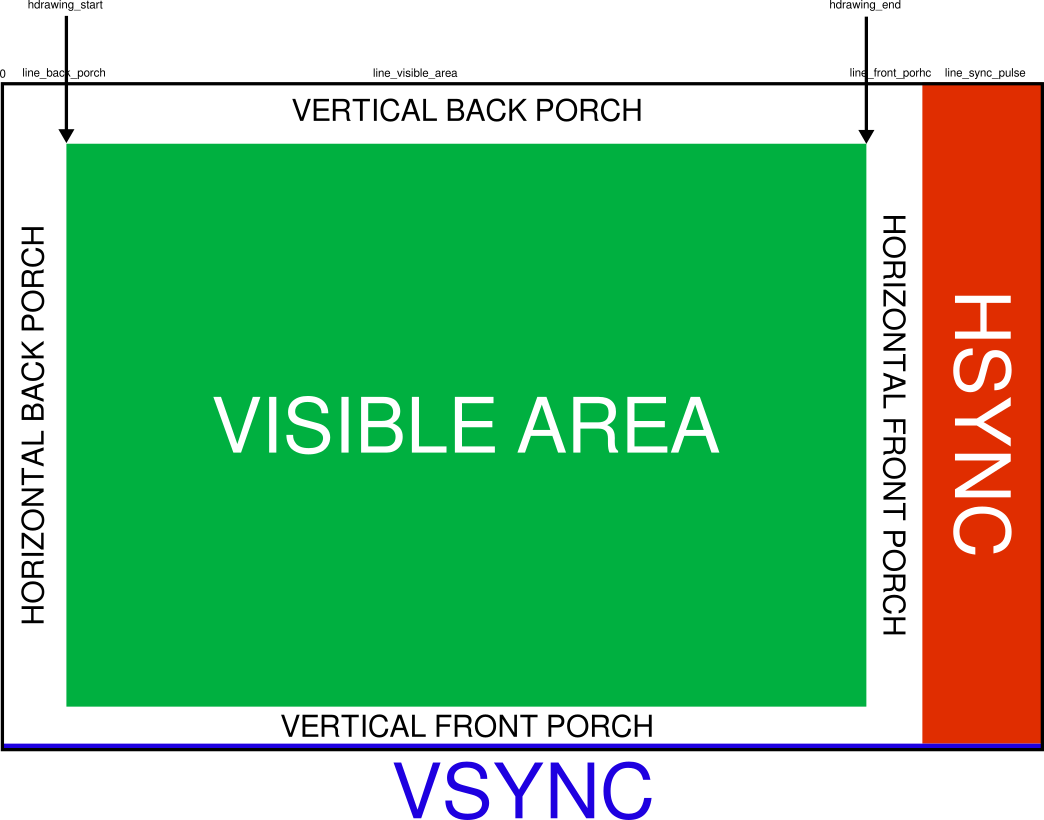 hdrawing_start
hdrawing_end
0
line_back_porch
line_visible_area
line_front_porhc
line_sync_pulse
VERTICAL BACK PORCH
HORIZONTAL BACK PORCH
VISIBLE AREA
HORIZONTAL FRONT PORCH
HSYNC
VERTICAL FRONT PORCH
VSYNC